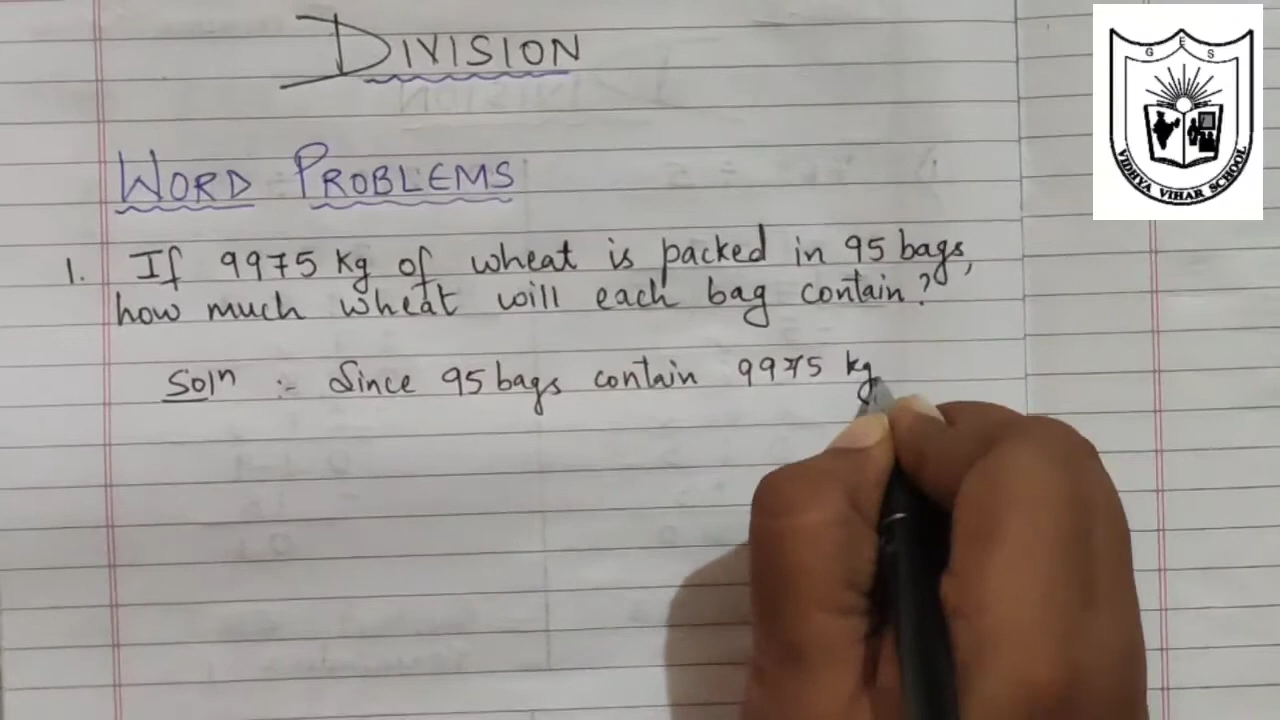 DIVISION
WORD PROBLEMS
1. If 9975 kg of wheat is packed in 95 bags,
how much wheat will each bag contain?
Soln :- Since 95 bags contain 9975 kg
G E S
VIDHYA VIHAR SCHOOL